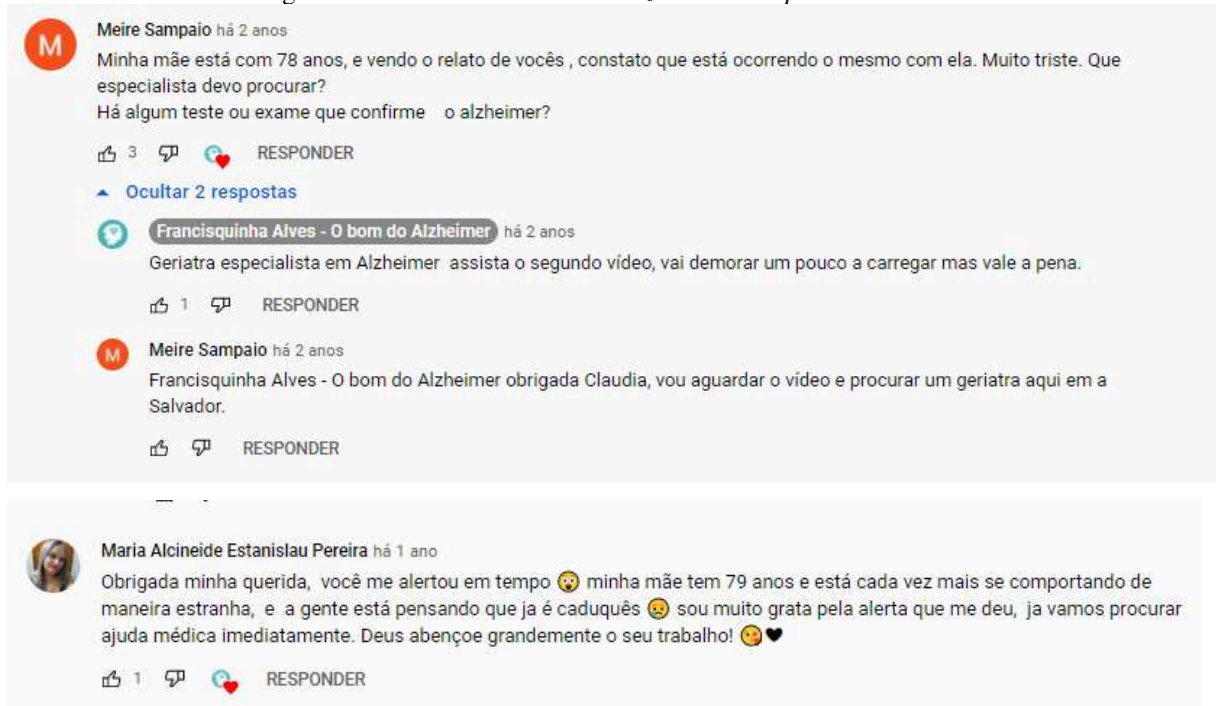 Meire Sampaio há 2 anos
Minha mãe está com 78 anos, e vendo o relato de vocês , constato que está ocorrendo o mesmo com ela. Muito triste. Que
especialista devo procurar?
Há algum teste ou exame que confirme o alzheimer?
3 RESPONDER
Ocultar 2 respostas
Francisquinha Alves - O bom do Alzheimer há 2 anos
Geriatra especialista em Alzheimer assista o segundo vídeo, vai demorar um pouco a carregar mas vale a pena.
1 RESPONDER
M
Meire Sampaio há 2 anos
Francisquinha Alves - O bom do Alzheimer obrigada Claudia, vou aguardar o vídeo e procurar um geriatra aqui em a
Salvador.
RESPONDER
Maria Alcineide Estanislau Pereira há 1 ano
Obrigada minha querida, você me alertou em tempo 😲 minha mãe tem 79 anos e está cada vez mais se comportando de
maneira estranha, e a gente está pensando que ja é caduquês 😥 sou muito grata pela alerta que me deu, ja vamos procurar
ajuda médica imediatamente. Deus abençoe grandemente o seu trabalho! 😘🖤
1 RESPONDER